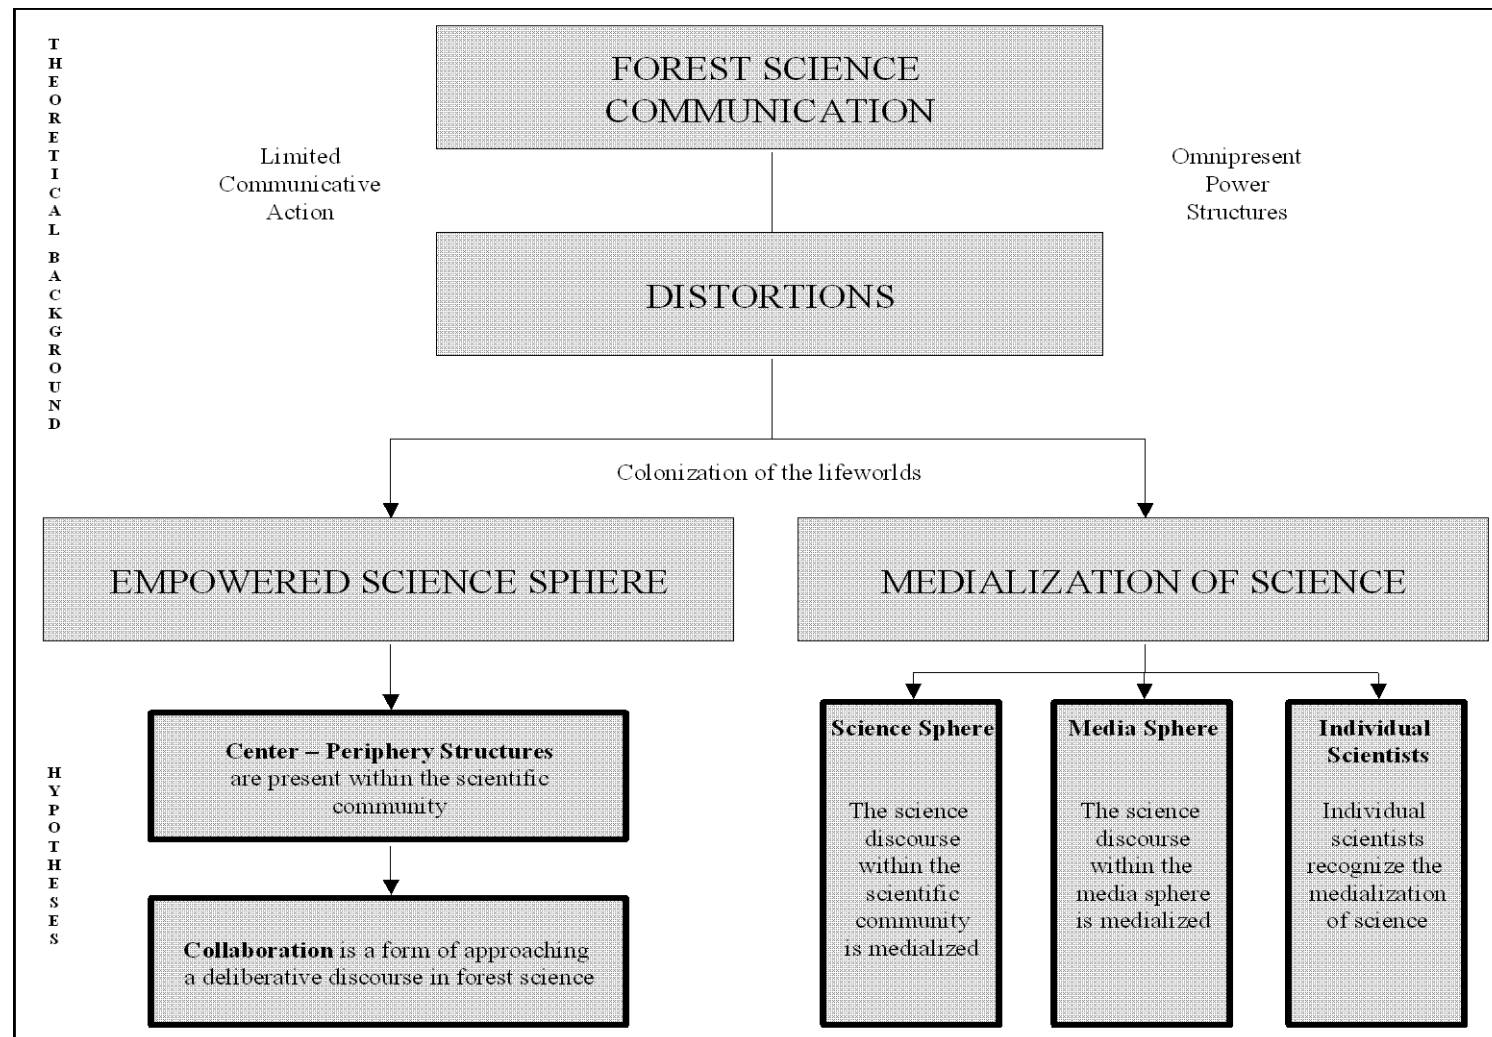 THEORETICAL BACKGROUND
FOREST SCIENCE
COMMUNICATION
Limited
Communicative
Action
Omnipresent
Power
Structures
DISTORTIONS
Colonization of the lifeworlds
EMPOWERED SCIENCE SPHERE
MEDIALIZATION OF SCIENCE
HYPOTHESES
Center – Periphery Structures
are present within the scientific
community
Collaboration is a form of approaching
a deliberative discourse in forest science
Science Sphere
The science
discourse
within the
scientific
community
is medialized
Media Sphere
The science
discourse
within the
media sphere
is medialized
Individual
Scientists
Individual
scientists
recognize the
medialization
of science